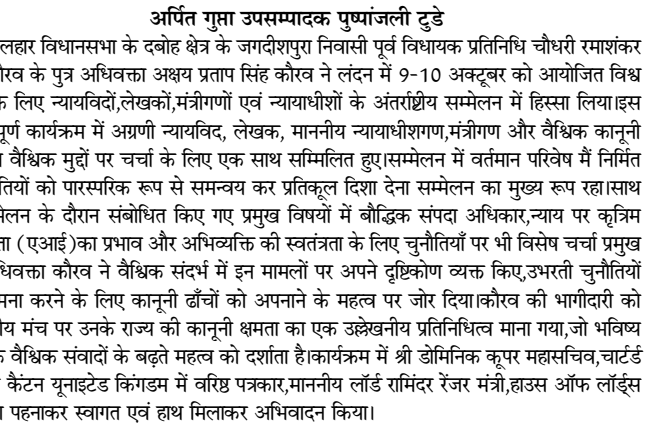 अर्पित गुप्ता उपसम्पादक पुष्पांजली टुडे
लहार विधानसभा के दबोह क्षेत्र के जगदीशपुरा निवासी पूर्व विधायक प्रतिनिधि चौधरी रमाशंकर
रव के पुत्र अधिवक्ता अक्षय प्रताप सिंह कौरव ने लंदन में 9-10 अक्टूबर को आयोजित विश्व
लिए न्यायविदों,लेखकों,मंत्रीगणों एवं न्यायाधीशों के अंतर्राष्ट्रीय सम्मेलन में हिस्सा लिया।इस
पूर्ण कार्यक्रम में अग्रणी न्यायविद, लेखक, माननीय न्यायाधीशगण,मंत्रीगण और वैश्विक कानूनी
वैश्विक मुद्दों पर चर्चा के लिए एक साथ सम्मिलित हुए।सम्मेलन में वर्तमान परिवेष मैं निर्मित
तियों को पारस्परिक रूप से समन्वय कर प्रतिकूल दिशा देना सम्मेलन का मुख्य रूप रहा।साथ
मेलन के दौरान संबोधित किए गए प्रमुख विषयों में बौद्धिक संपदा अधिकार,न्याय पर कृत्रिम
ता (एआई)का प्रभाव और अभिव्यक्ति की स्वतंत्रता के लिए चुनौतियाँ पर भी विसेष चर्चा प्रमुख
धिवक्ता कौरव ने वैश्विक संदर्भ में इन मामलों पर अपने दृष्टिकोण व्यक्त किए,उभरती चुनौतियों
मना करने के लिए कानूनी ढाँचों को अपनाने के महत्व पर जोर दिया।कौरव की भागीदारी को
ीय मंच पर उनके राज्य की कानूनी क्षमता का एक उल्लेखनीय प्रतिनिधित्व माना गया,जो भविष्य
वैश्विक संवादों के बढ़ते महत्व को दर्शाता है।कार्यक्रम में श्री डोमिनिक कूपर महासचिव,चार्टर्ड
कैंटन यूनाइटेड किंगडम में वरिष्ठ पत्रकार,माननीय लॉर्ड रामिंदर रेंजर मंत्री,हाउस ऑफ लॉर्ड्स
पहनाकर स्वागत एवं हाथ मिलाकर अभिवादन किया।